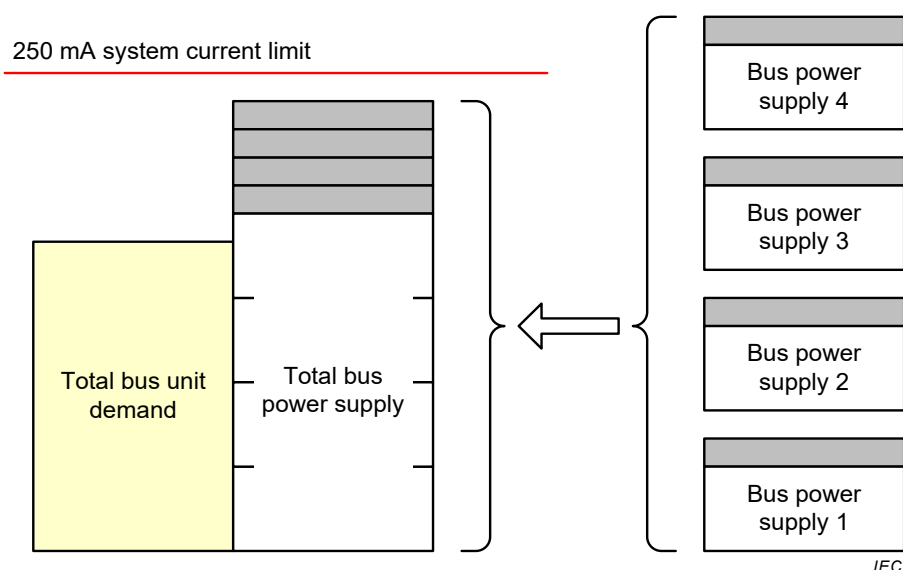 250 mA system current limit
Total bus unit
demand
Total bus
power supply
Bus power
supply 4
Bus power
supply 3
Bus power
supply 2
Bus power
supply 1
IEC